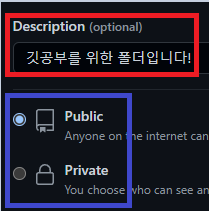 Description (optional)
깃공부를 위한 폴더입니다!
Public
Anyone on the internet can
Private
You choose who can see an